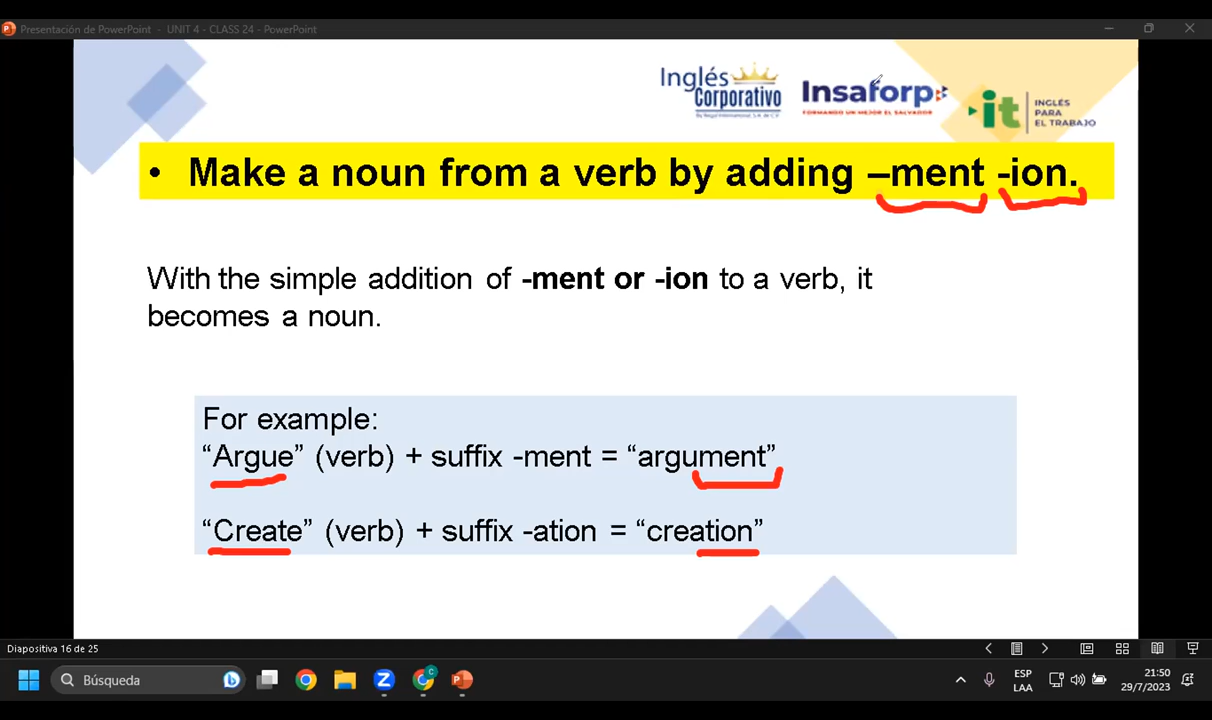 Presentación de PowerPoint - UNIT 4 - CLASS 24 - PowerPoint
Inglés
Corporativo
Insaforp
FORMANDO UN MEJOR EL SALVADOR
it INGLÉS
PARA
EL TRABAJO
• Make a noun from a verb by adding –ment -ion.
With the simple addition of -ment or -ion to a verb, it
becomes a noun.
For example:
“Argue” (verb) + suffix -ment = “argument”
“Create” (verb) + suffix -ation = “creation”
Diapositiva 16 de 25
Búsqueda
ESP
LAA
21:50
29/7/2023